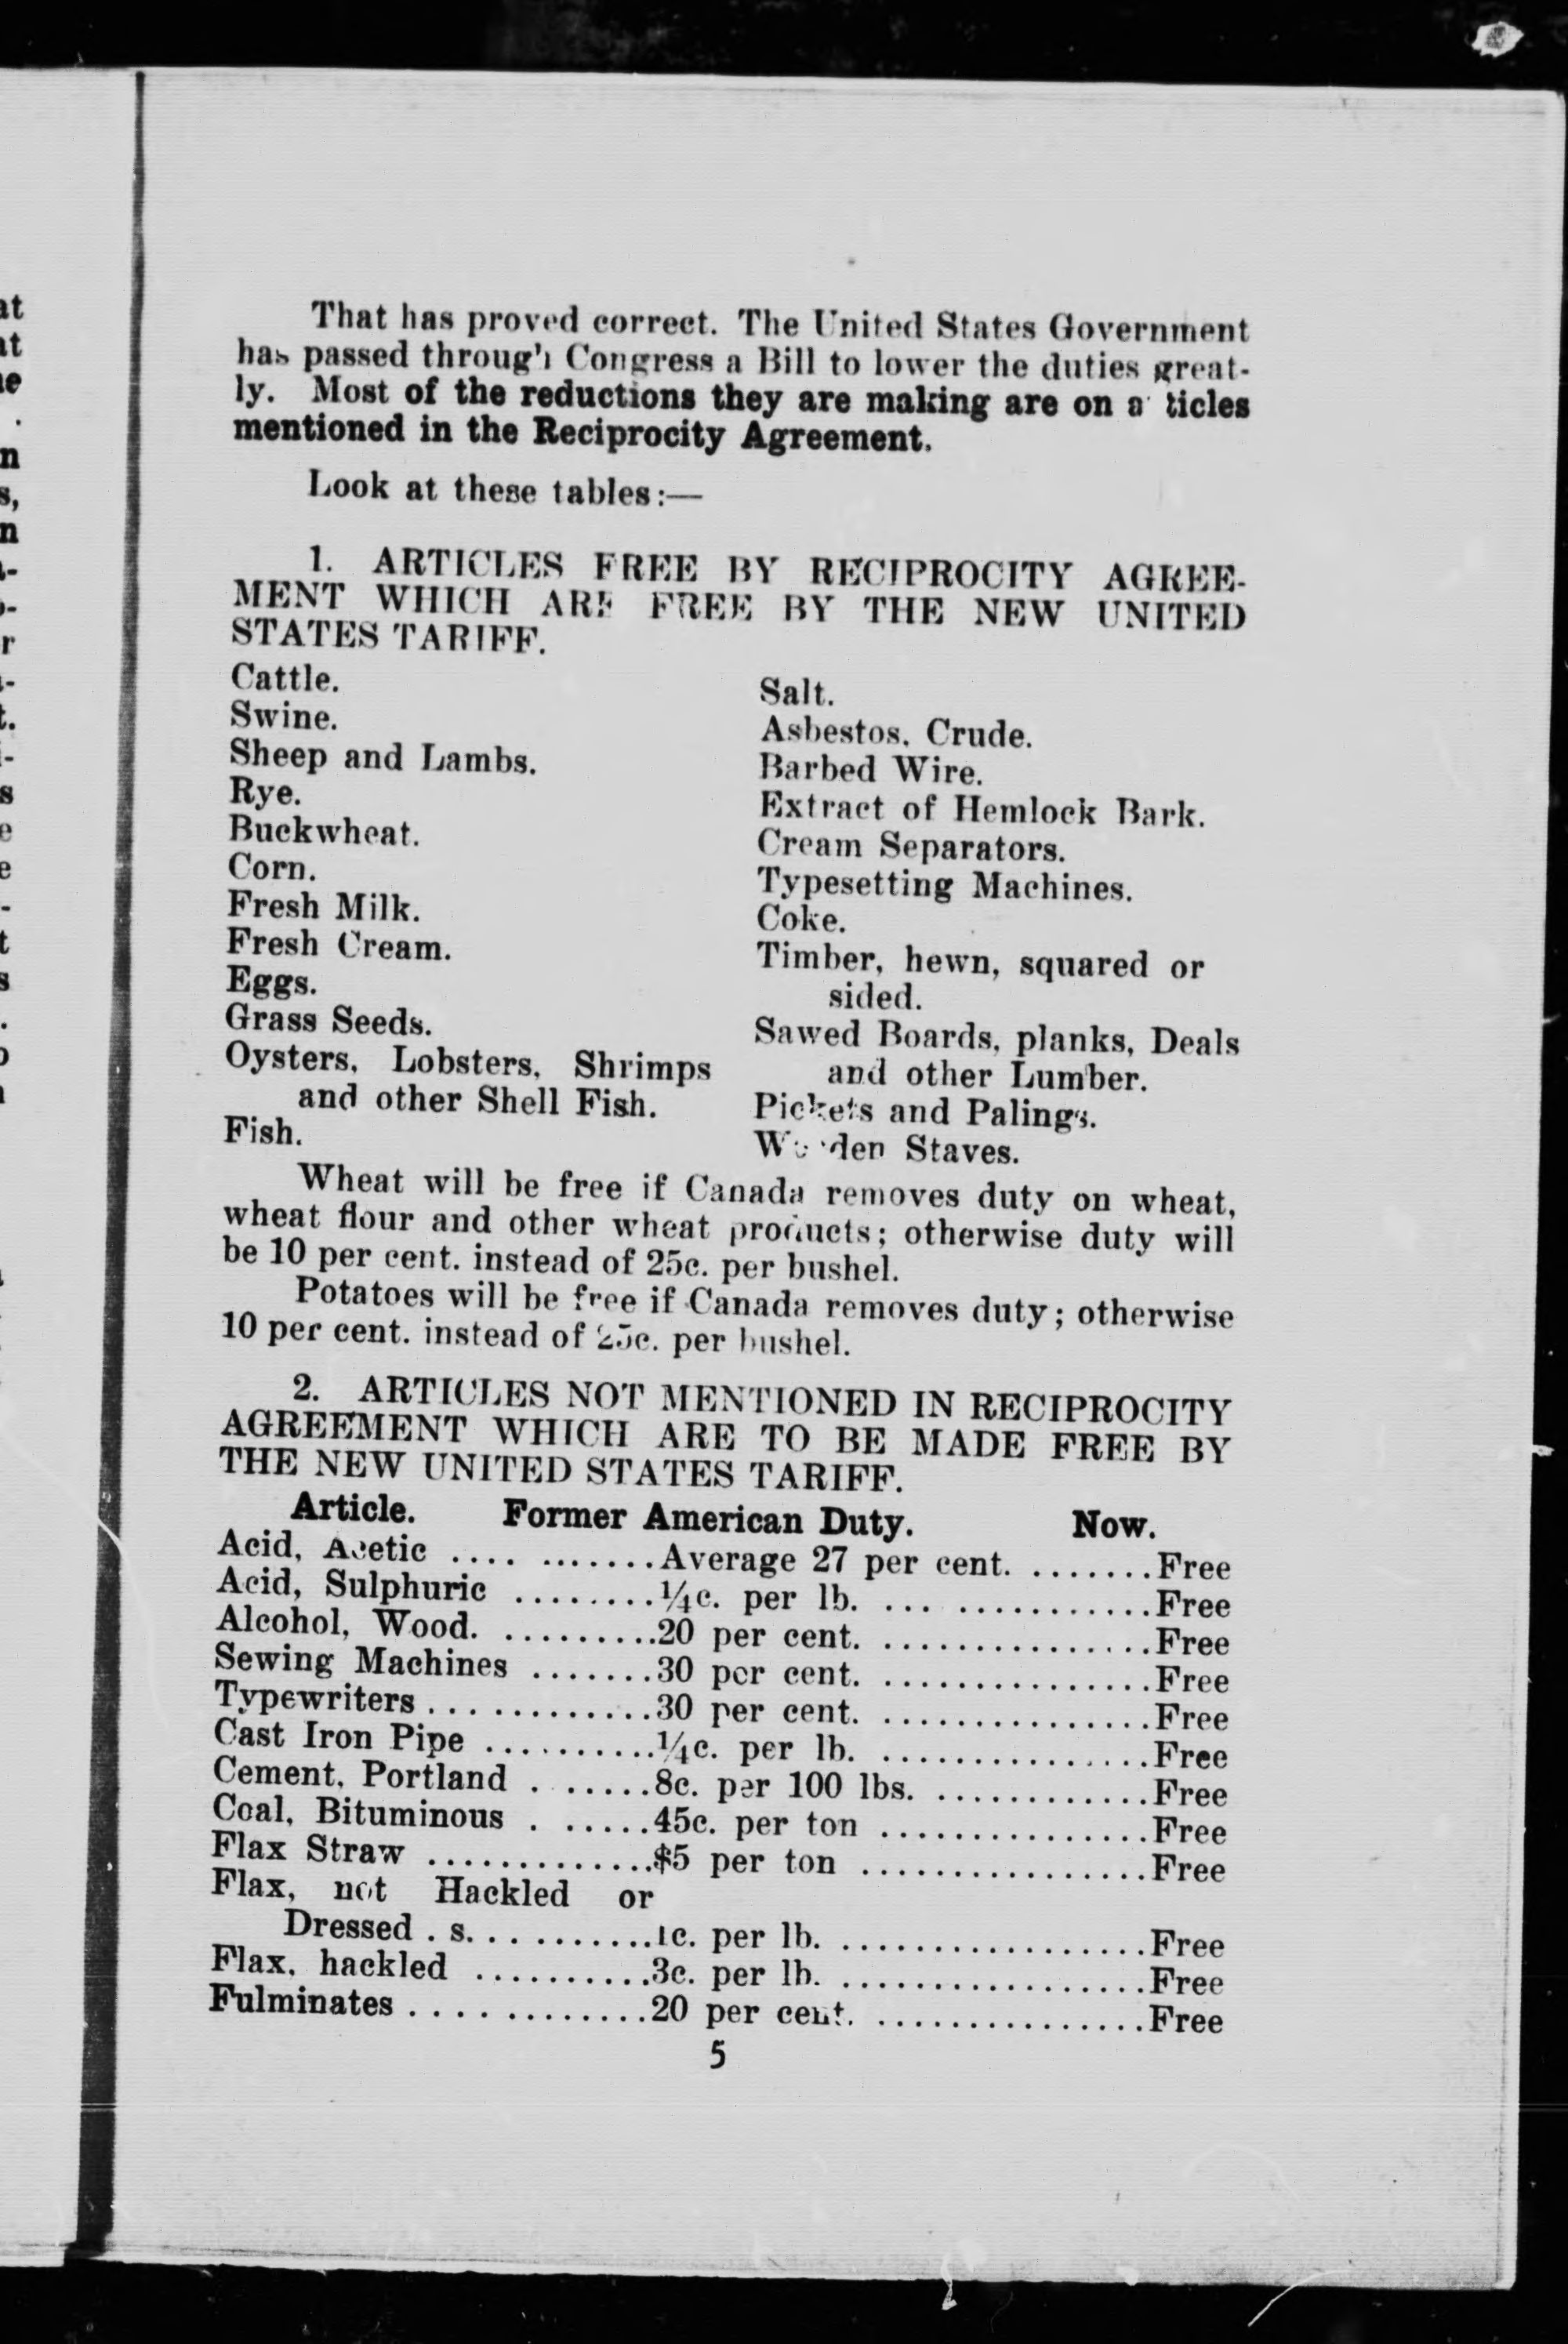 That has proved correct. The United States Government
has passed through Congress a Bill to lower the duties great-
ly. Most of the reductions they are making are on a ticles
mentioned in the Reciprocity Agreement.
Look at these tables:—
1. ARTICLES FREE BY RECIPROCITY AGREE-
MENT WHICH ARE FREE BY THE NEW UNITED
STATES TARIFF.
Cattle.
Swine.
Sheep and Lambs.
Rye.
Buckwheat.
Corn.
Fresh Milk.
Fresh Cream.
Eggs.
Grass Seeds.
Oysters, Lobsters, Shrimps
and other Shell Fish.
Fish.
Salt.
Asbestos, Crude.
Barbed Wire.
Extract of Hemlock Bark.
Cream Separators.
Typesetting Machines.
Coke.
Timber, hewn, squared or
sided.
Sawed Boards, planks, Deals
and other Lumber.
Pickets and Palings.
Wooden Staves.
Wheat will be free if Canada removes duty on wheat,
wheat flour and other wheat products; otherwise duty will
be 10 per cent. instead of 25c. per bushel.
Potatoes will be free if Canada removes duty; otherwise
10 per cent. instead of 25c. per bushel.
2. ARTICLES NOT MENTIONED IN RECIPROCITY
AGREEMENT WHICH ARE TO BE MADE FREE BY
THE NEW UNITED STATES TARIFF.
Article. Former American Duty. Now.
Acid, Acetic .... .......Average 27 per cent. .......Free
Acid, Sulphuric ........¼c. per lb. ... ............Free
Alcohol, Wood. .........20 per cent. ...............Free
Sewing Machines .......30 per cent. ...............Free
Typewriters.............30 per cent. ...............Free
Cast Iron Pipe ..........¼c. per lb. ...............Free
Cement, Portland . ......8c. per 100 lbs. ............Free
Coal, Bituminous . .....45c. per ton ...............Free
Flax Straw .............$5 per ton ................Free
Flax, not Hackled or
Dressed . s. ..........1c. per lb. .................Free
Flax, hackled ..........3c. per lb. .................Free
Fulminates.............20 per cent. ...............Free
5